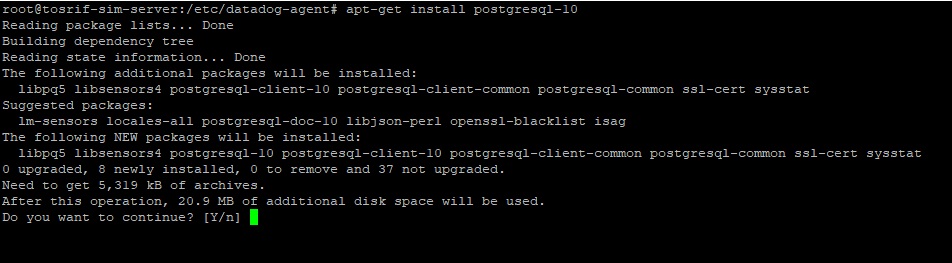 root@tosrif-sim-server:/etc/datadog-agent# apt-get install postgresql-10
Reading package lists... Done
Building dependency tree
Reading state information... Done
The following additional packages will be installed:
  libpq5 libsensors4 postgresql-client-10 postgresql-client-common postgresql-common ssl-cert sysstat
Suggested packages:
  lm-sensors locales-all postgresql-doc-10 libjson-perl openssl-blacklist isag
The following NEW packages will be installed:
  libpq5 libsensors4 postgresql-10 postgresql-client-10 postgresql-client-common postgresql-common ssl-cert sysstat
0 upgraded, 8 newly installed, 0 to remove and 37 not upgraded.
Need to get 5,319 kB of archives.
After this operation, 20.9 MB of additional disk space will be used.
Do you want to continue? [Y/n]